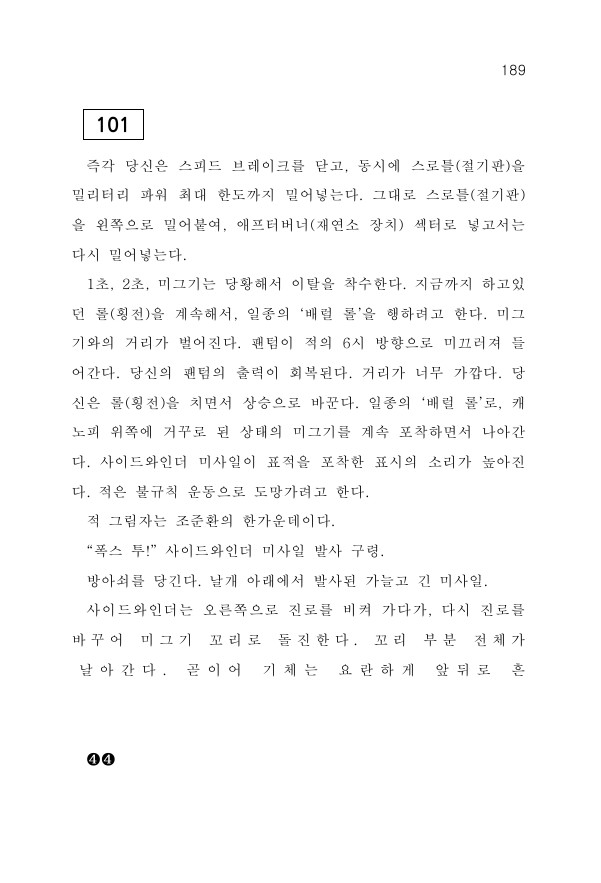 189
101
즉각 당신은 스피드 브레이크를 닫고, 동시에 스로틀(절기판)을
밀리터리 파워 최대 한도까지 밀어넣는다. 그대로 스로틀(절기판)
을 왼쪽으로 밀어붙여, 애프터버너(재연소 장치) 섹터로 넣고서는
다시 밀어넣는다.
1초, 2초, 미그기는 당황해서 이탈을 착수한다. 지금까지 하고있
던 롤(횡전)을 계속해서, 일종의 ‘배럴 롤’을 행하려고 한다. 미그
기와의 거리가 벌어진다. 팬텀이 적의 6시 방향으로 미끄러져 들
어간다. 당신의 팬텀의 출력이 회복된다. 거리가 너무 가깝다. 당
신은 롤(횡전)을 치면서 상승으로 바꾼다. 일종의 ‘배럴 롤’로, 캐
노피 위쪽에 거꾸로 된 상태의 미그기를 계속 포착하면서 나아간
다. 사이드와인더 미사일이 표적을 포착한 표시의 소리가 높아진
다. 적은 불규칙 운동으로 도망가려고 한다.
적 그림자는 조준환의 한가운데이다.
“폭스 투!” 사이드와인더 미사일 발사 구령.
방아쇠를 당긴다. 날개 아래에서 발사된 가늘고 긴 미사일.
사이드와인더는 오른쪽으로 진로를 비켜 가다가, 다시 진로를
바꾸어 미그기 꼬리로 돌진한다. 꼬리 부분 전체가
날아간다. 곧이어 기체는 요란하게 앞뒤로 흔
❹❹